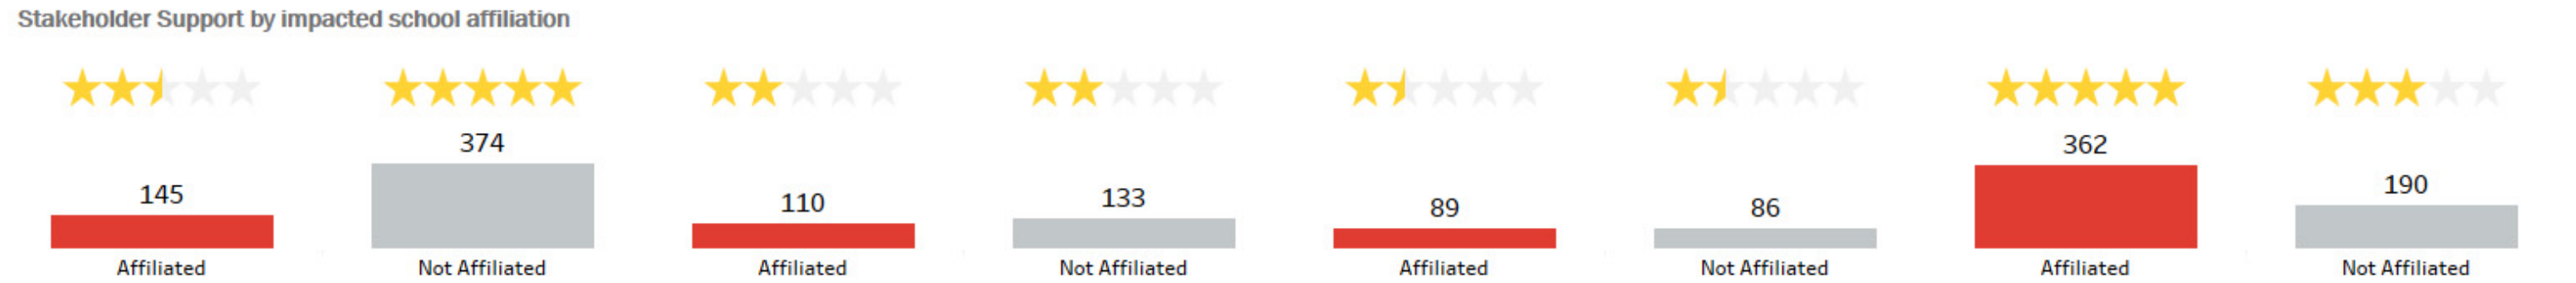 Stakeholder Support by impacted school affiliation
374
362
145
110
133
89
86
190
Affiliated
Not Affiliated
Affiliated
Not Affiliated
Affiliated
Not Affiliated
Affiliated
Not Affiliated